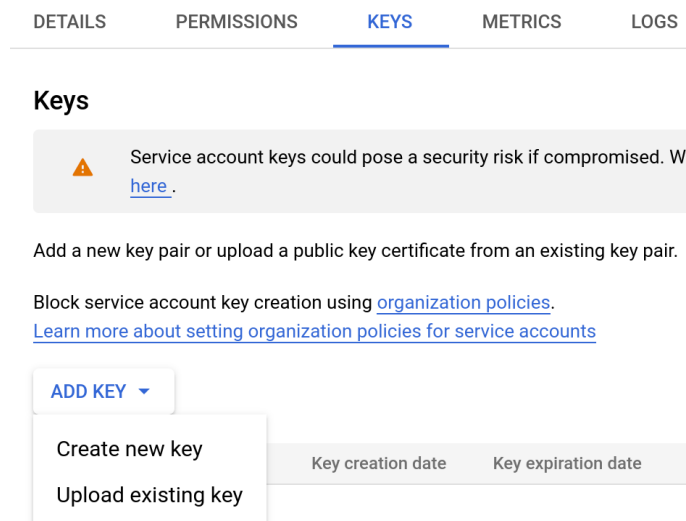 DETAILS PERMISSIONS KEYS METRICS LOGS
Keys
Service account keys could pose a security risk if compromised. W
here .
Add a new key pair or upload a public key certificate from an existing key pair.
Block service account key creation using organization policies.
Learn more about setting organization policies for service accounts
ADD KEY
Create new key
Key creation date Key expiration date
Upload existing key